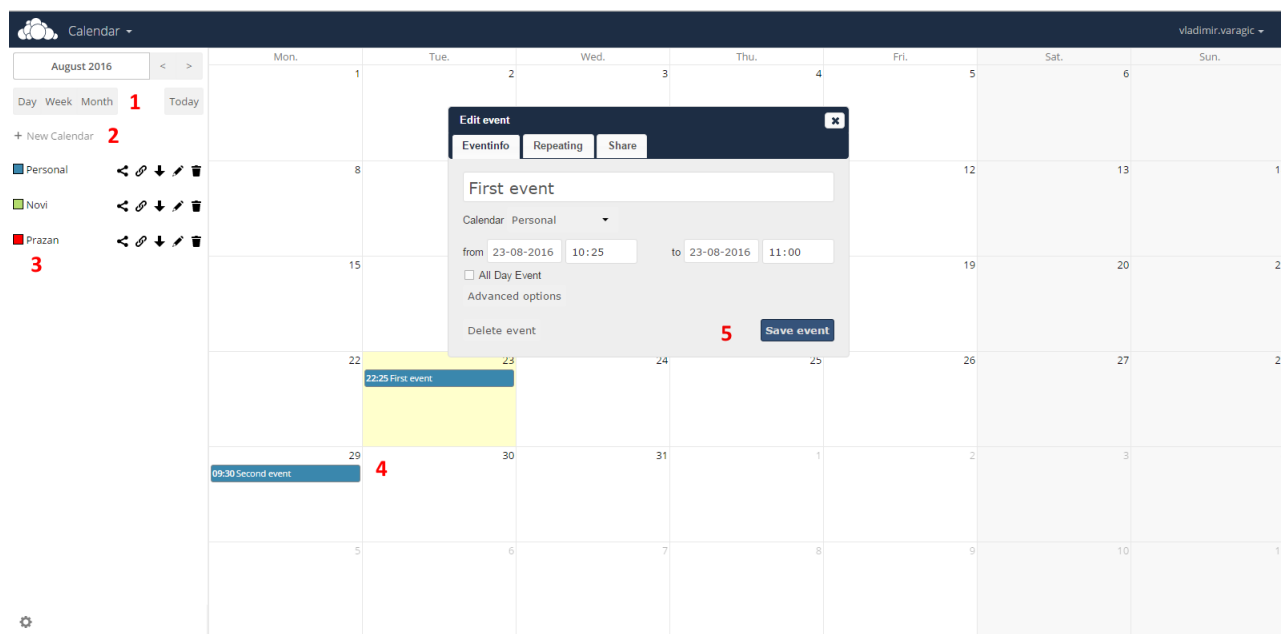 Calendar
vladimir.varagic
August 2016 < >
Day Week Month 1 Today
+ New Calendar 2
Personal
Novi
Prazan
3
Mon. Tue. Wed. Thu. Fri. Sat. Sun.
1 2 3 4 5 6
Edit event
Eventinfo Repeating Share
First event
Calendar Personal
from 23-08-2016 10:25 to 23-08-2016 11:00
All Day Event
Advanced options
Delete event 5 Save event
8 12 13 1
15 19 20 2
22 23 24 25 26 27 2
22:25 First event
29 30 31 1 2 3
09:30 Second event 4
5 6 7 8 9 10 1